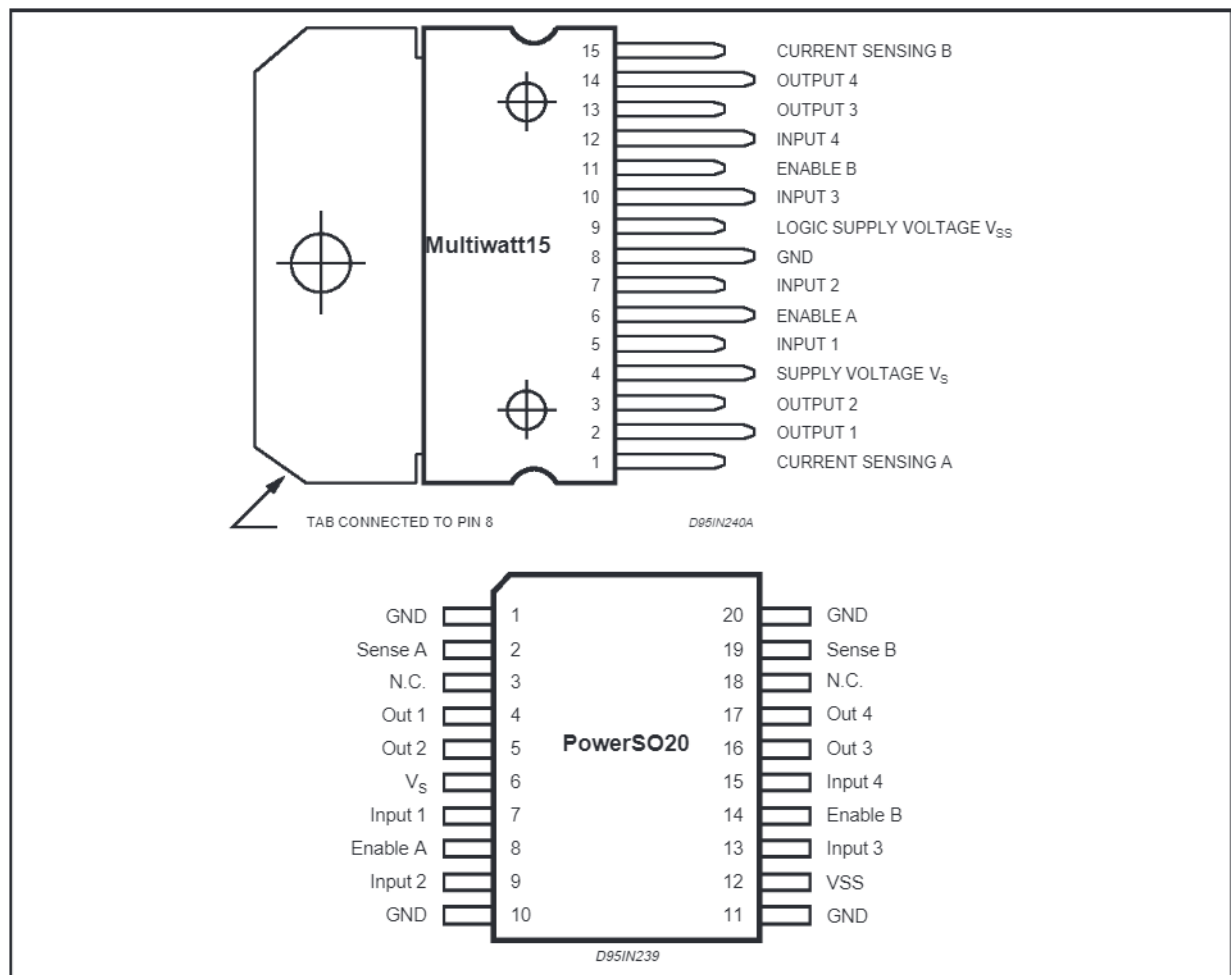 15 CURRENT SENSING B
14 OUTPUT 4
13 OUTPUT 3
12 INPUT 4
11 ENABLE B
10 INPUT 3
9 LOGIC SUPPLY VOLTAGE VSS
Multiwatt15
8 GND
7 INPUT 2
6 ENABLE A
5 INPUT 1
4 SUPPLY VOLTAGE VS
3 OUTPUT 2
2 OUTPUT 1
1 CURRENT SENSING A
TAB CONNECTED TO PIN 8 D95IN240A
GND 1 20 GND
Sense A 2 19 Sense B
N.C. 3 18 N.C.
Out 1 4 17 Out 4
Out 2 5 PowerSO20 16 Out 3
VS 6 15 Input 4
Input 1 7 14 Enable B
Enable A 8 13 Input 3
Input 2 9 12 VSS
GND 10 11 GND
D95IN239